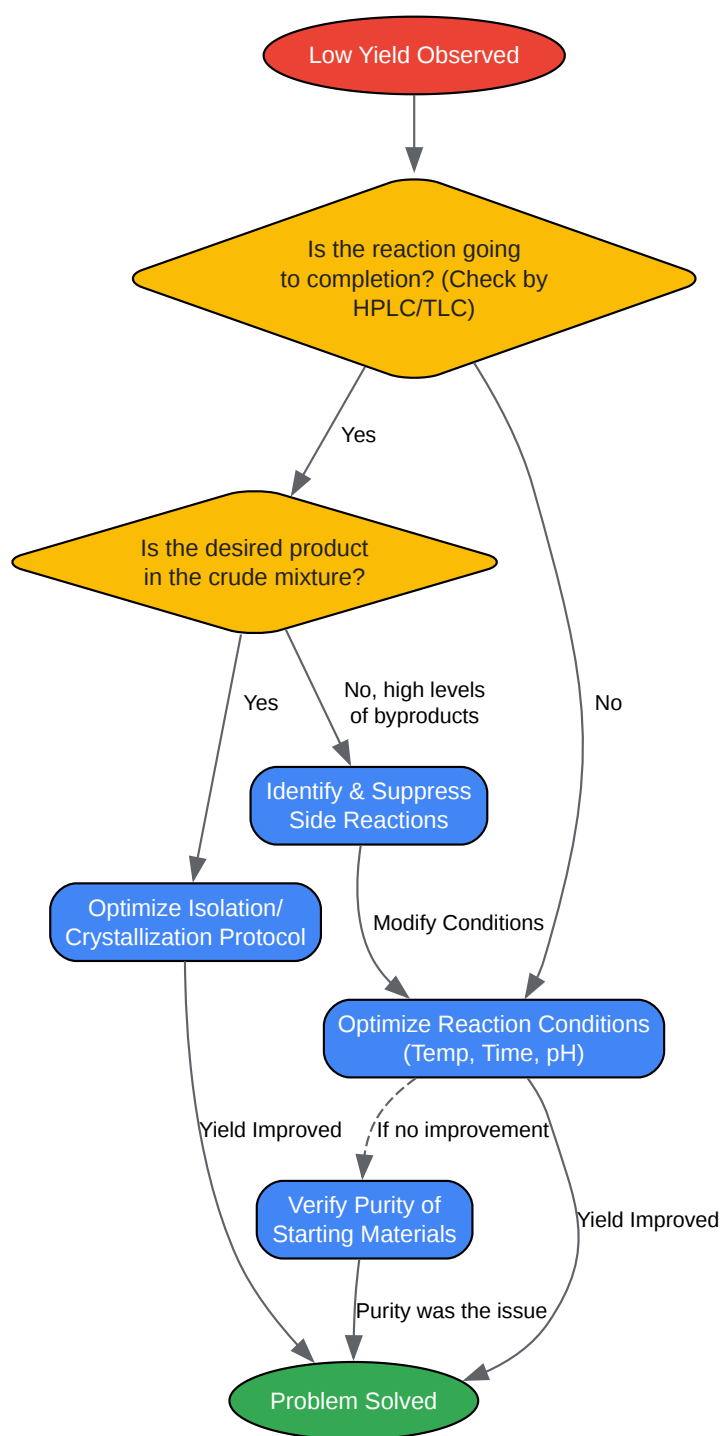 Low Yield Observed
Is the reaction going
to completion? (Check by
HPLC/TLC)
Yes
Is the desired product
in the crude mixture?
Yes
No, high levels
of byproducts
No
Identify & Suppress
Side Reactions
Optimize Isolation/
Crystallization Protocol
Modify Conditions
Optimize Reaction Conditions
(Temp, Time, pH)
Yield Improved
If no improvement
Verify Purity of
Starting Materials
Yield Improved
Purity was the issue
Problem Solved